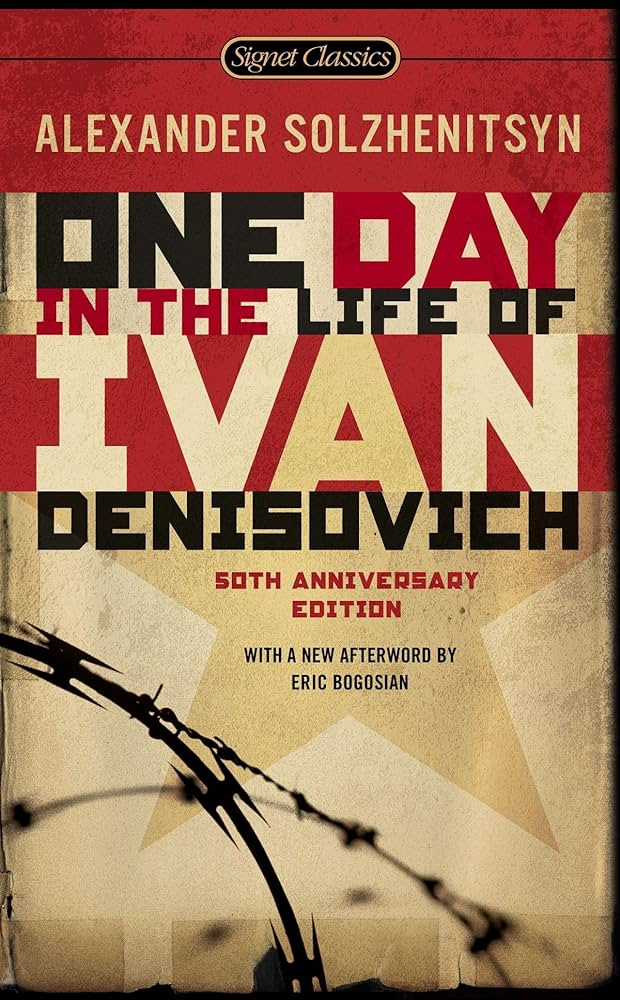 Signet Classics
ALEXANDER SOLZHENITSYN
ONE DAY
IN THE LIFE OF
IVAN
DENISOVICH
50TH ANNIVERSARY
EDITION
WITH A NEW AFTERWORD BY
ERIC BOGOSIAN